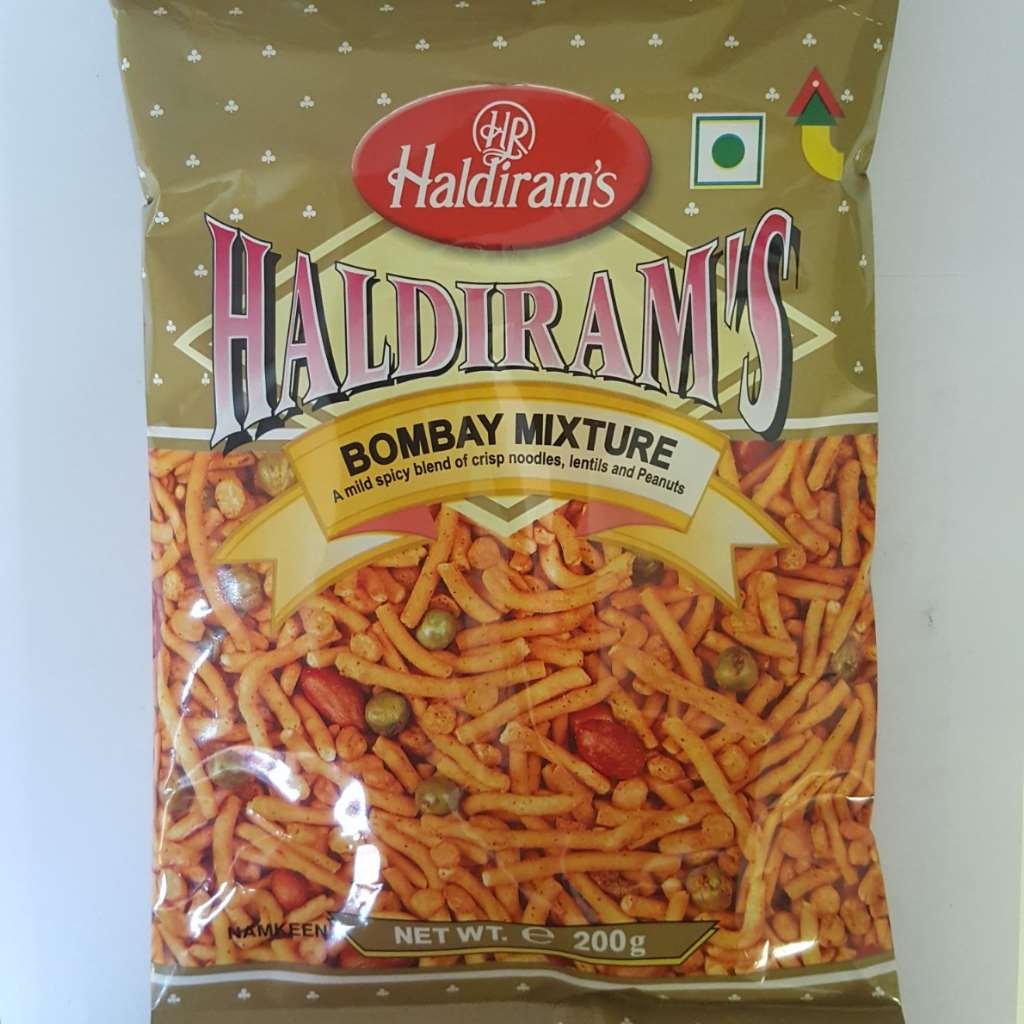 HR
Haldiram's
HALDIRAM'S
BOMBAY MIXTURE
A mild spicy blend of crisp noodles, lentils and Peanuts
NAMKEEN
NET WT. ℮ 200g